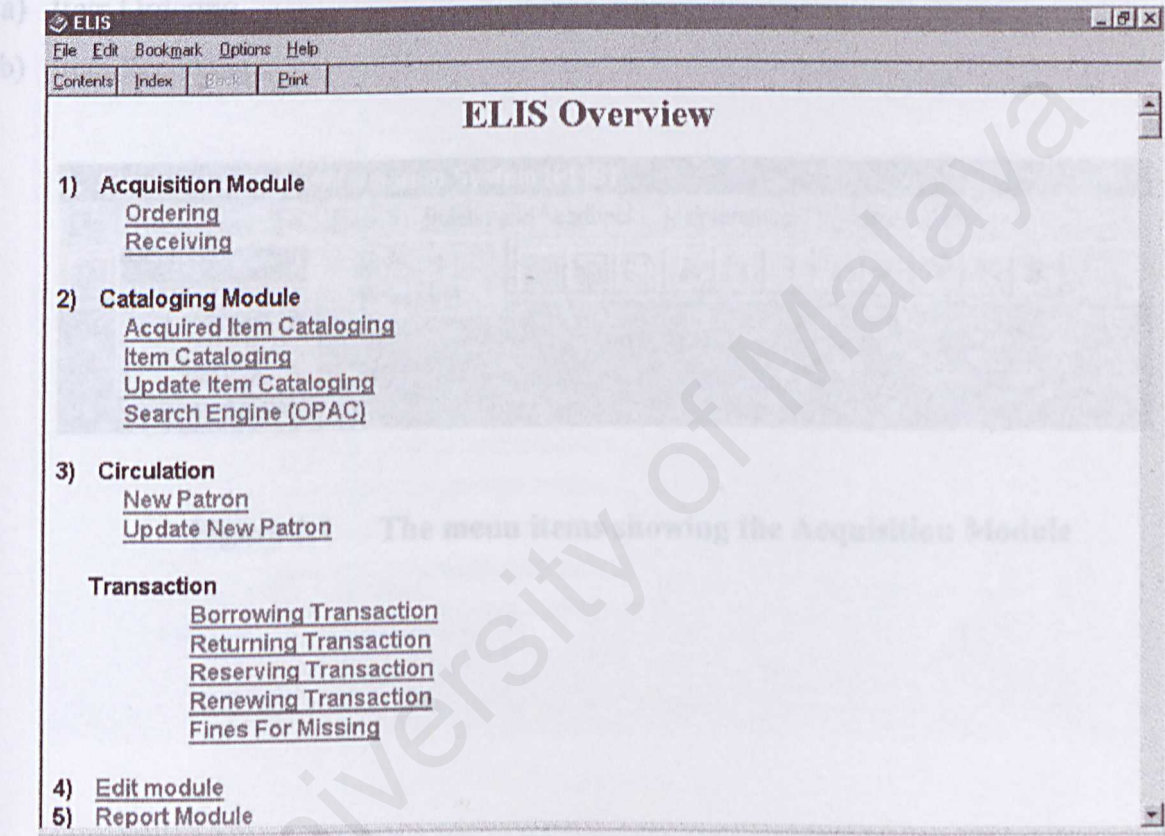 a)
ELIS
File Edit Bookmark Options Help
b)
Contents Index Back Print
ELIS Overview
1) Acquisition Module
Ordering
Receiving
2) Cataloging Module
Acquired Item Cataloging
Item Cataloging
Update Item Cataloging
Search Engine (OPAC)
3) Circulation
New Patron
Update New Patron
The menu items showing the Acquisition Module
Transaction
Borrowing Transaction
Returning Transaction
Reserving Transaction
Renewing Transaction
Fines For Missing
4) Edit module
5) Report Module
University of Malaya